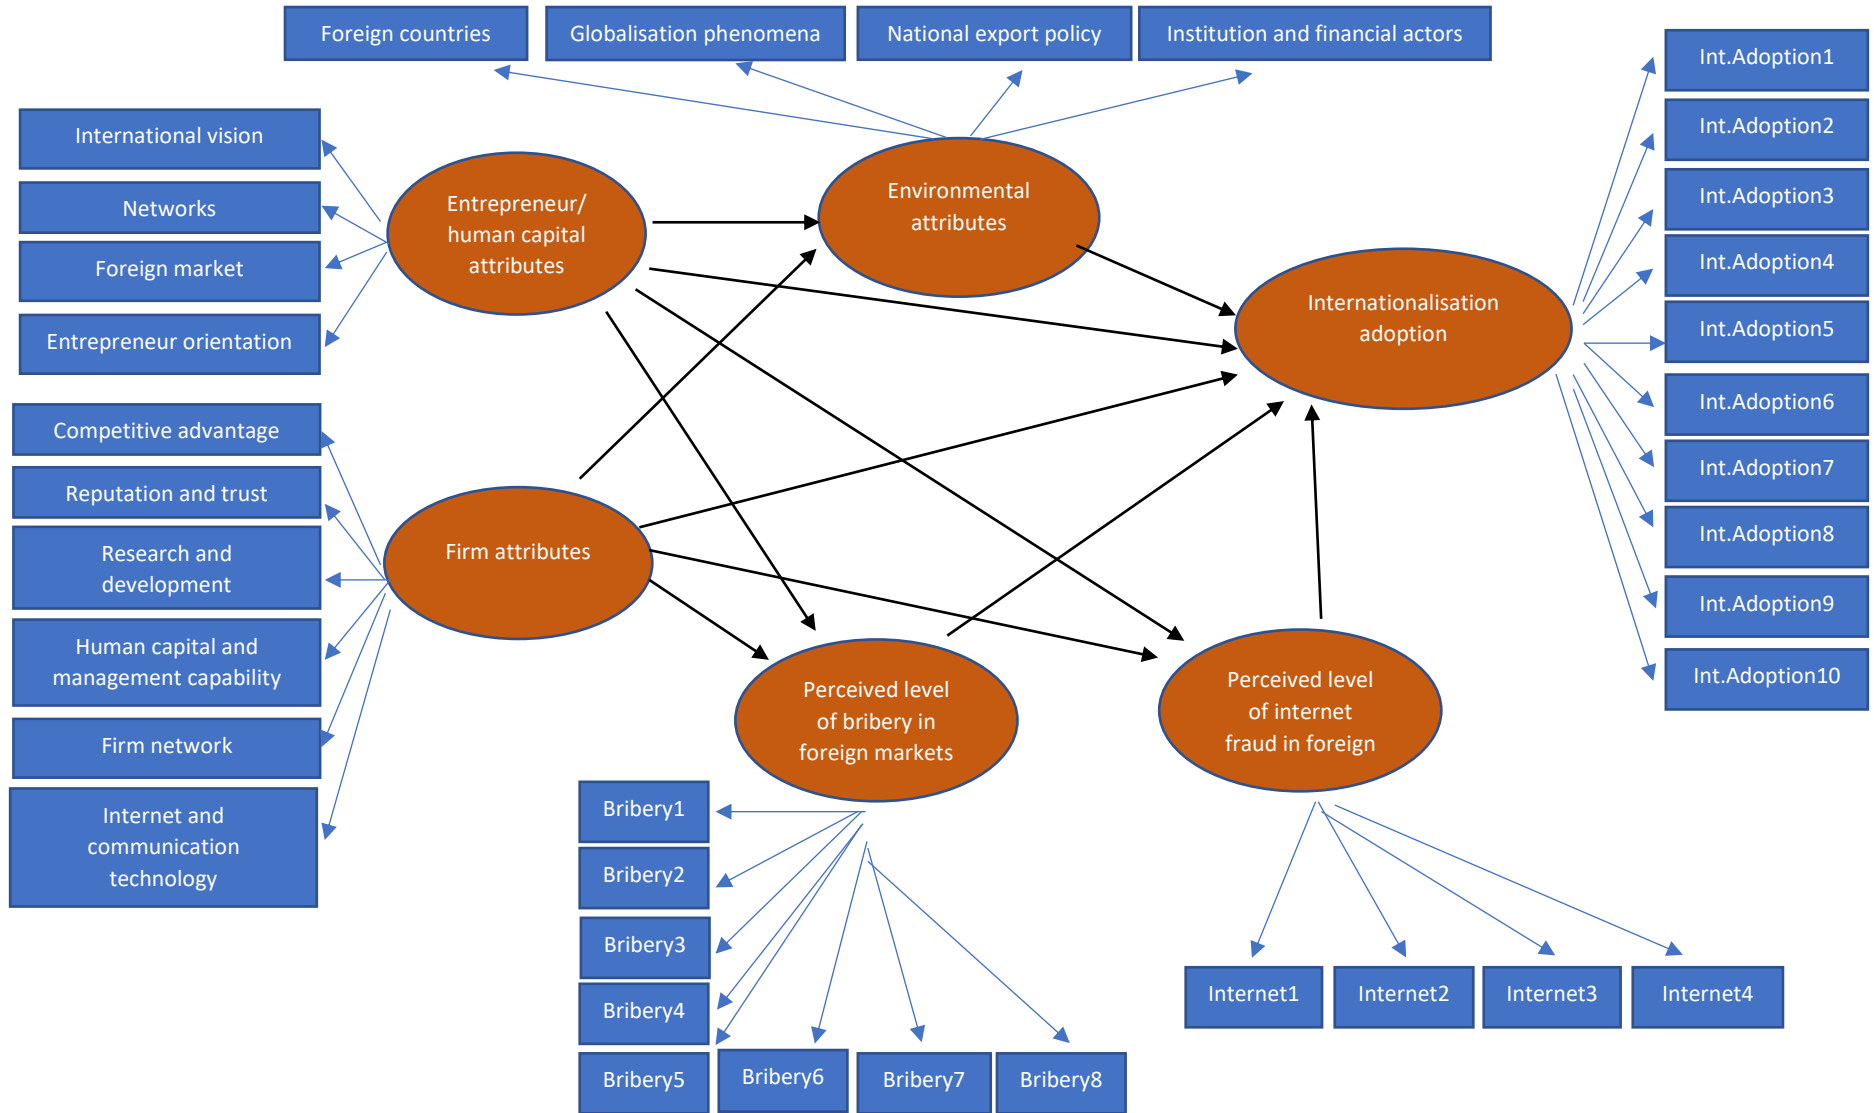 Foreign countries
Globalisation phenomena
National export policy
Institution and financial actors
International vision
Networks
Foreign market
Entrepreneur orientation
Competitive advantage
Reputation and trust
Research and
development
Human capital and
management capability
Firm network
Internet and
communication
technology
Entrepreneur/
human capital
attributes
Environmental
attributes
Firm attributes
Internationalisation
adoption
Perceived level
of bribery in
foreign markets
Perceived level
of internet
fraud in foreign
Int.Adoption1
Int.Adoption2
Int.Adoption3
Int.Adoption4
Int.Adoption5
Int.Adoption6
Int.Adoption7
Int.Adoption8
Int.Adoption9
Int.Adoption10
Bribery1
Bribery2
Bribery3
Bribery4
Bribery5
Bribery6
Bribery7
Bribery8
Internet1
Internet2
Internet3
Internet4